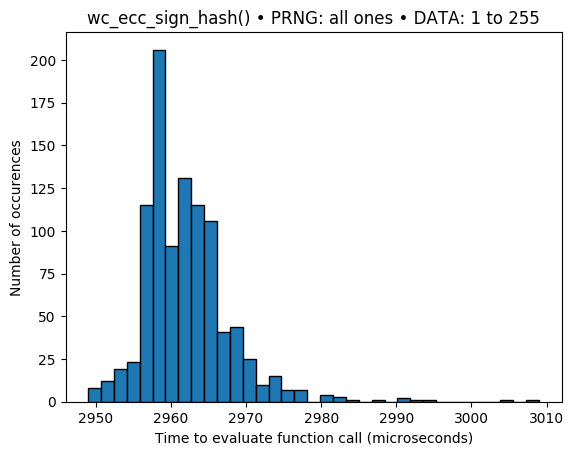 wc_ecc_sign_hash() • PRNG: all ones • DATA: 1 to 255
Number of occurences
200
175
150
125
100
75
50
25
0
2950 2960 2970 2980 2990 3000 3010
Time to evaluate function call (microseconds)